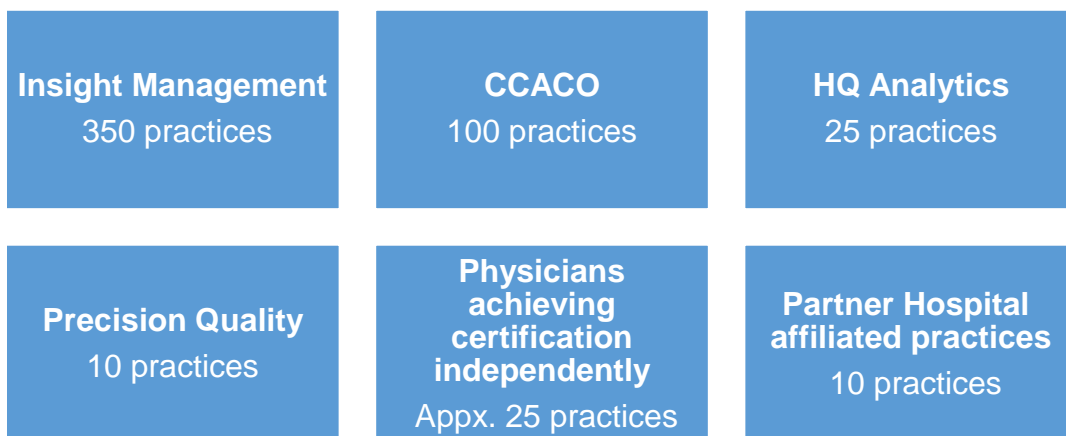 Insight Management
350 practices
CCACO
100 practices
HQ Analytics
25 practices
Precision Quality
10 practices
Physicians
achieving
certification
independently
Appx. 25 practices
Partner Hospital
affiliated practices
10 practices